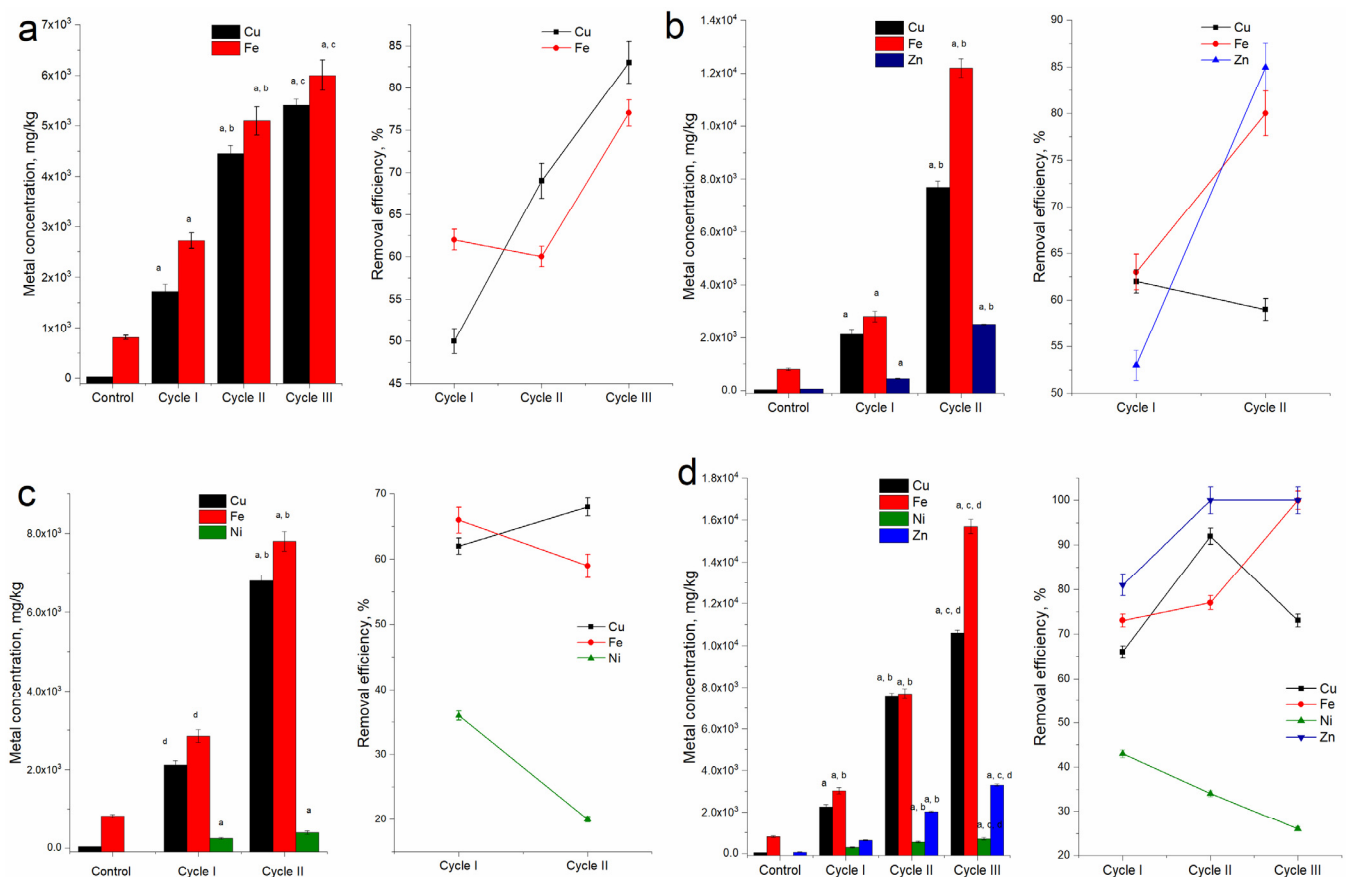 a
Cu
Fe
7x10³
6x10³
5x10³
4x10³
3x10³
2x10³
1x10³
0
Metal concentration, mg/kg
a
a
a, b
a, b
a, c
a, c
Control Cycle I Cycle II Cycle III
Cu
Fe
85
80
75
70
65
60
55
50
45
Removal efficiency, %
Cycle I Cycle II Cycle III
b
Cu
Fe
Zn
1.4x10⁴
1.2x10⁴
1.0x10⁴
8.0x10³
6.0x10³
4.0x10³
2.0x10³
0.0
Metal concentration, mg/kg
a
a
a
a, b
a, b
a, b
Control Cycle I Cycle II
Cu
Fe
Zn
90
85
80
75
70
65
60
55
50
Removal efficiency, %
Cycle I Cycle II
c
Cu
Fe
Ni
8.0x10³
6.0x10³
4.0x10³
2.0x10³
0.0
Metal concentration, mg/kg
d
d
a
a, b
a, b
a
Control Cycle I Cycle II
70
60
50
40
30
20
Removal efficiency, %
Cu
Fe
Ni
Cycle I Cycle II
d
Cu
Fe
Ni
Zn
1.8x10⁴
1.6x10⁴
1.4x10⁴
1.2x10⁴
1.0x10⁴
8.0x10³
6.0x10³
4.0x10³
2.0x10³
0.0
Metal concentration, mg/kg
a
a, b
a, b
a, b
a, b
a, b
a, c, d
a, c, d
a, c, d
Control Cycle I Cycle II Cycle III
100
90
80
70
60
50
40
30
20
Removal efficiency, %
Cu
Fe
Ni
Zn
Cycle I Cycle II Cycle III